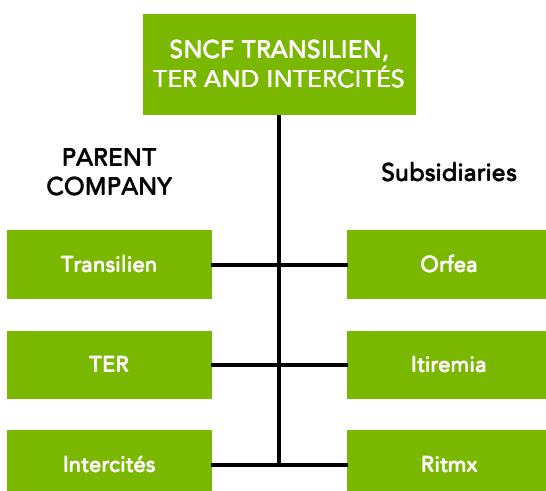 SNCF TRANSILIEN,
TER AND INTERCITÉS
PARENT
COMPANY
Subsidiaries
Transilien
Orfea
TER
Itiremia
Intercités
Ritmx